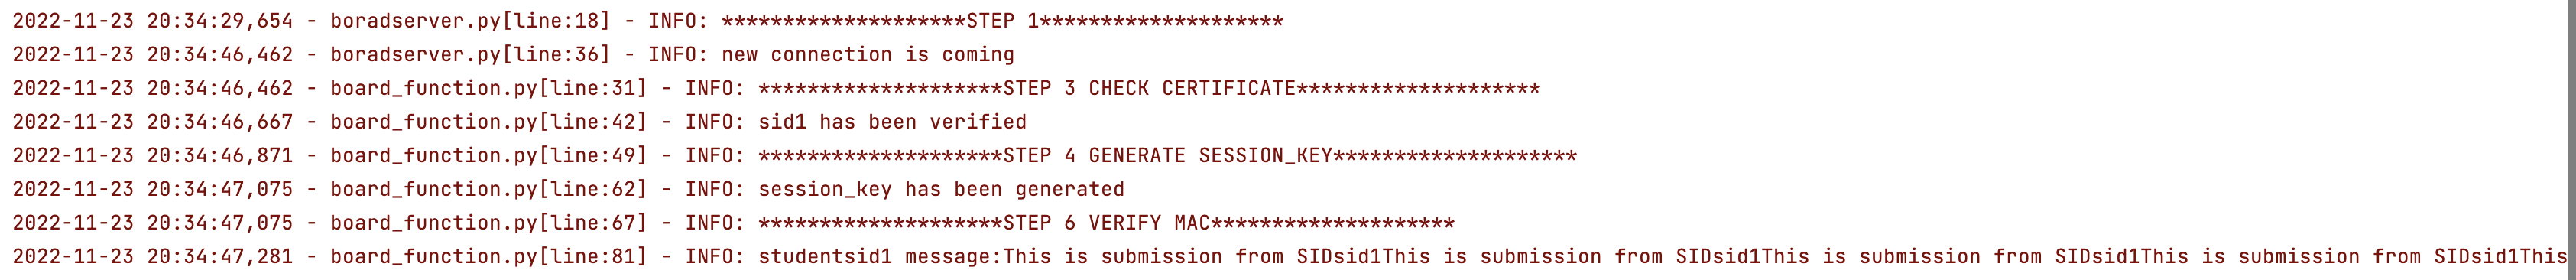 2022-11-23 20:34:29,654 - boradserver.py[line:18] - INFO: ********************STEP 1********************
2022-11-23 20:34:46,462 - boradserver.py[line:36] - INFO: new connection is coming
2022-11-23 20:34:46,462 - board_function.py[line:31] - INFO: ********************STEP 3 CHECK CERTIFICATE********************
2022-11-23 20:34:46,667 - board_function.py[line:42] - INFO: sid1 has been verified
2022-11-23 20:34:46,871 - board_function.py[line:49] - INFO: ********************STEP 4 GENERATE SESSION_KEY********************
2022-11-23 20:34:47,075 - board_function.py[line:62] - INFO: session_key has been generated
2022-11-23 20:34:47,075 - board_function.py[line:67] - INFO: ********************STEP 6 VERIFY MAC********************
2022-11-23 20:34:47,281 - board_function.py[line:81] - INFO: studentsid1 message:This is submission from SIDsid1This is submission from SIDsid1This is submission from SIDsid1This is submission from SIDsid1This